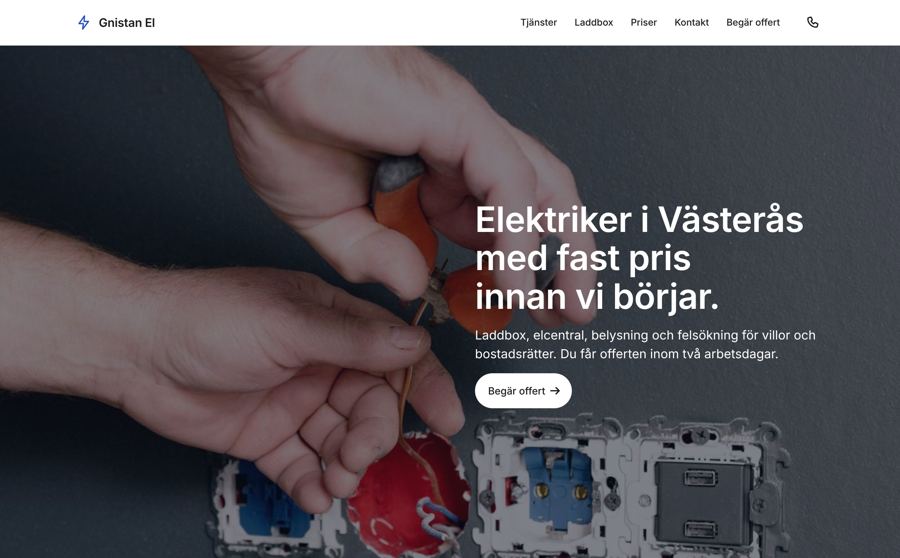 Gnistan El
Tjänster Laddbox Priser Kontakt Begär offert
Elektriker i Västerås
med fast pris
innan vi börjar.
Laddbox, elcentral, belysning och felsökning för villor och
bostadsrätter. Du får offerten inom två arbetsdagar.
Begär offert